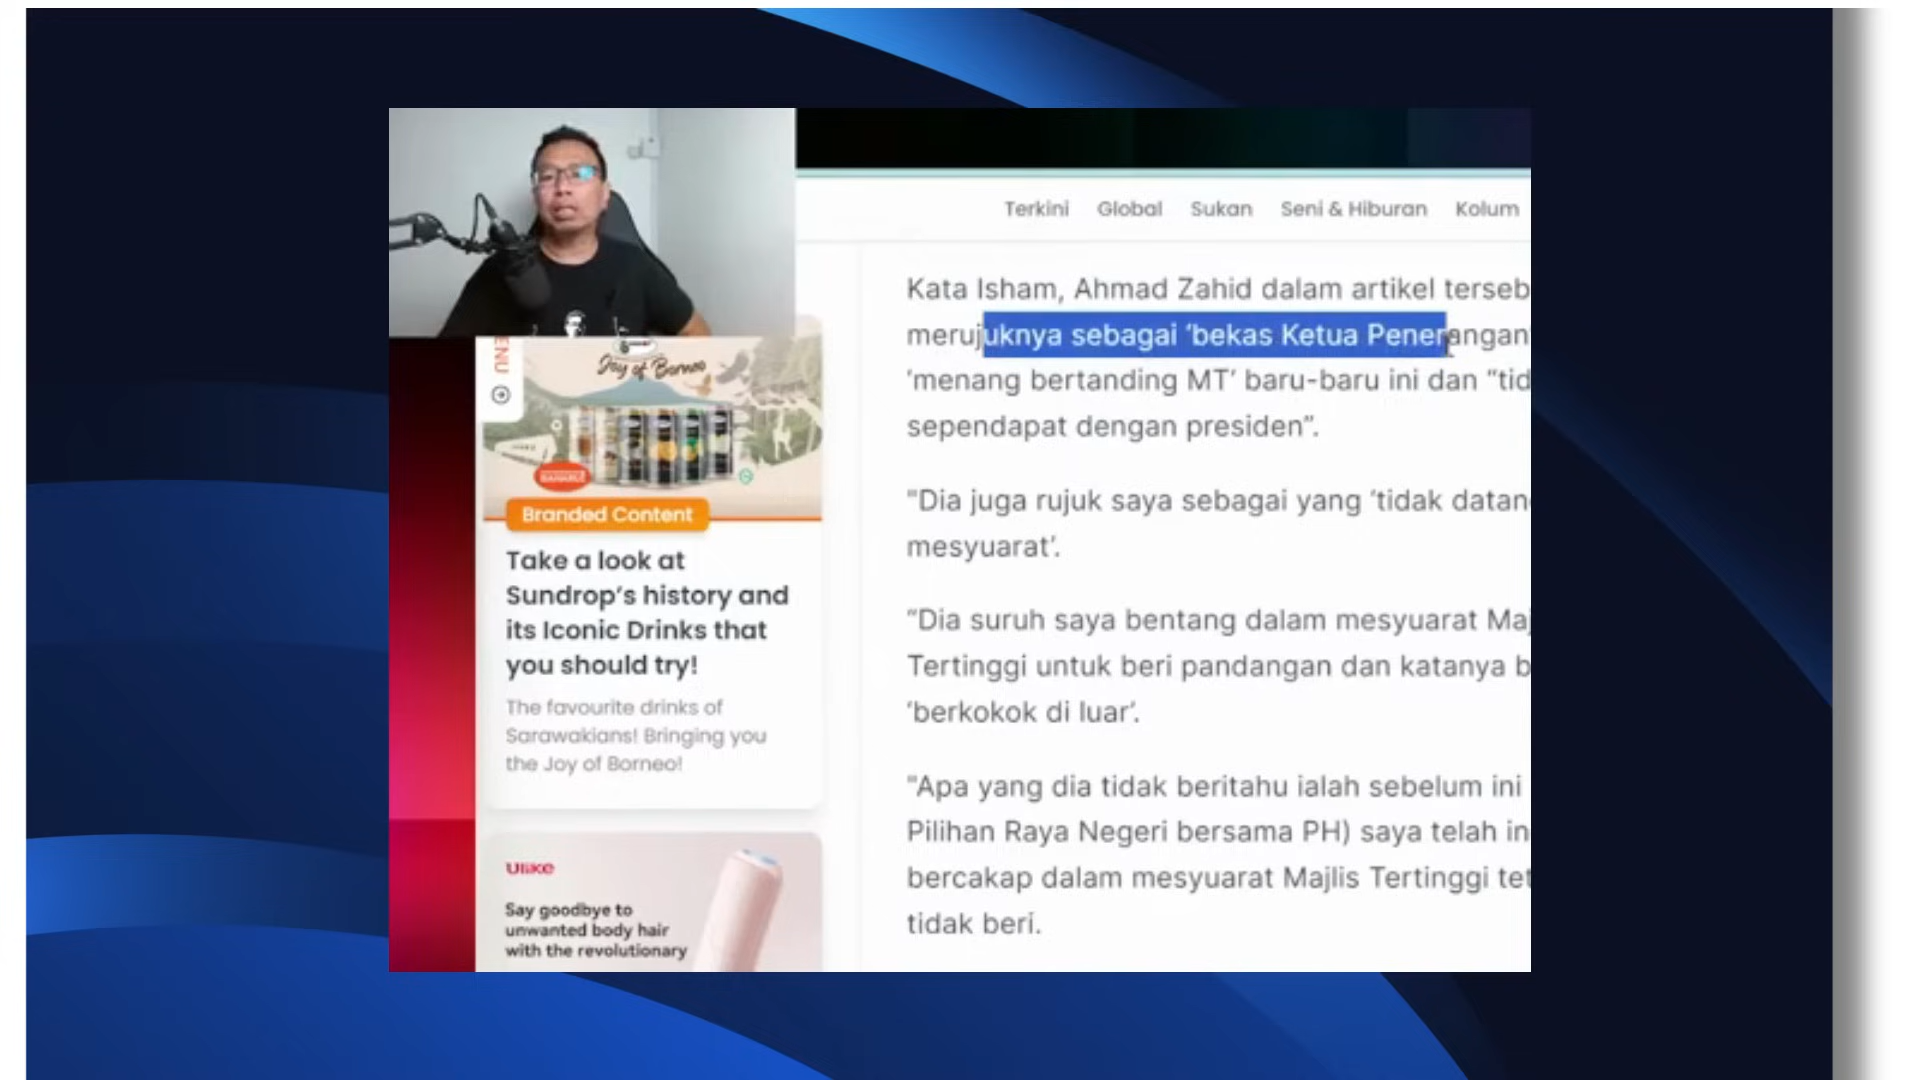 Terkini Global Sukan Seni & Hiburan Kolum
Kata Isham, Ahmad Zahid dalam artikel terseb
merujuknya sebagai ‘bekas Ketua Penerangan’
‘menang bertanding MT’ baru-baru ini dan “tid
sependapat dengan presiden”.
“Dia juga rujuk saya sebagai yang ‘tidak datan
mesyuarat’.
“Dia suruh saya bentang dalam mesyuarat Maj
Tertinggi untuk beri pandangan dan katanya b
‘berkokok di luar’.
"Apa yang dia tidak beritahu ialah sebelum ini
Pilihan Raya Negeri bersama PH) saya telah in
bercakap dalam mesyuarat Majlis Tertinggi tet
tidak beri.
ENU
Joy of Borneo
Branded Content
Take a look at
Sundrop’s history and
its Iconic Drinks that
you should try!
The favourite drinks of
Sarawakians! Bringing you
the Joy of Borneo!
Ulike
Say goodbye to
unwanted body hair
with the revolutionary